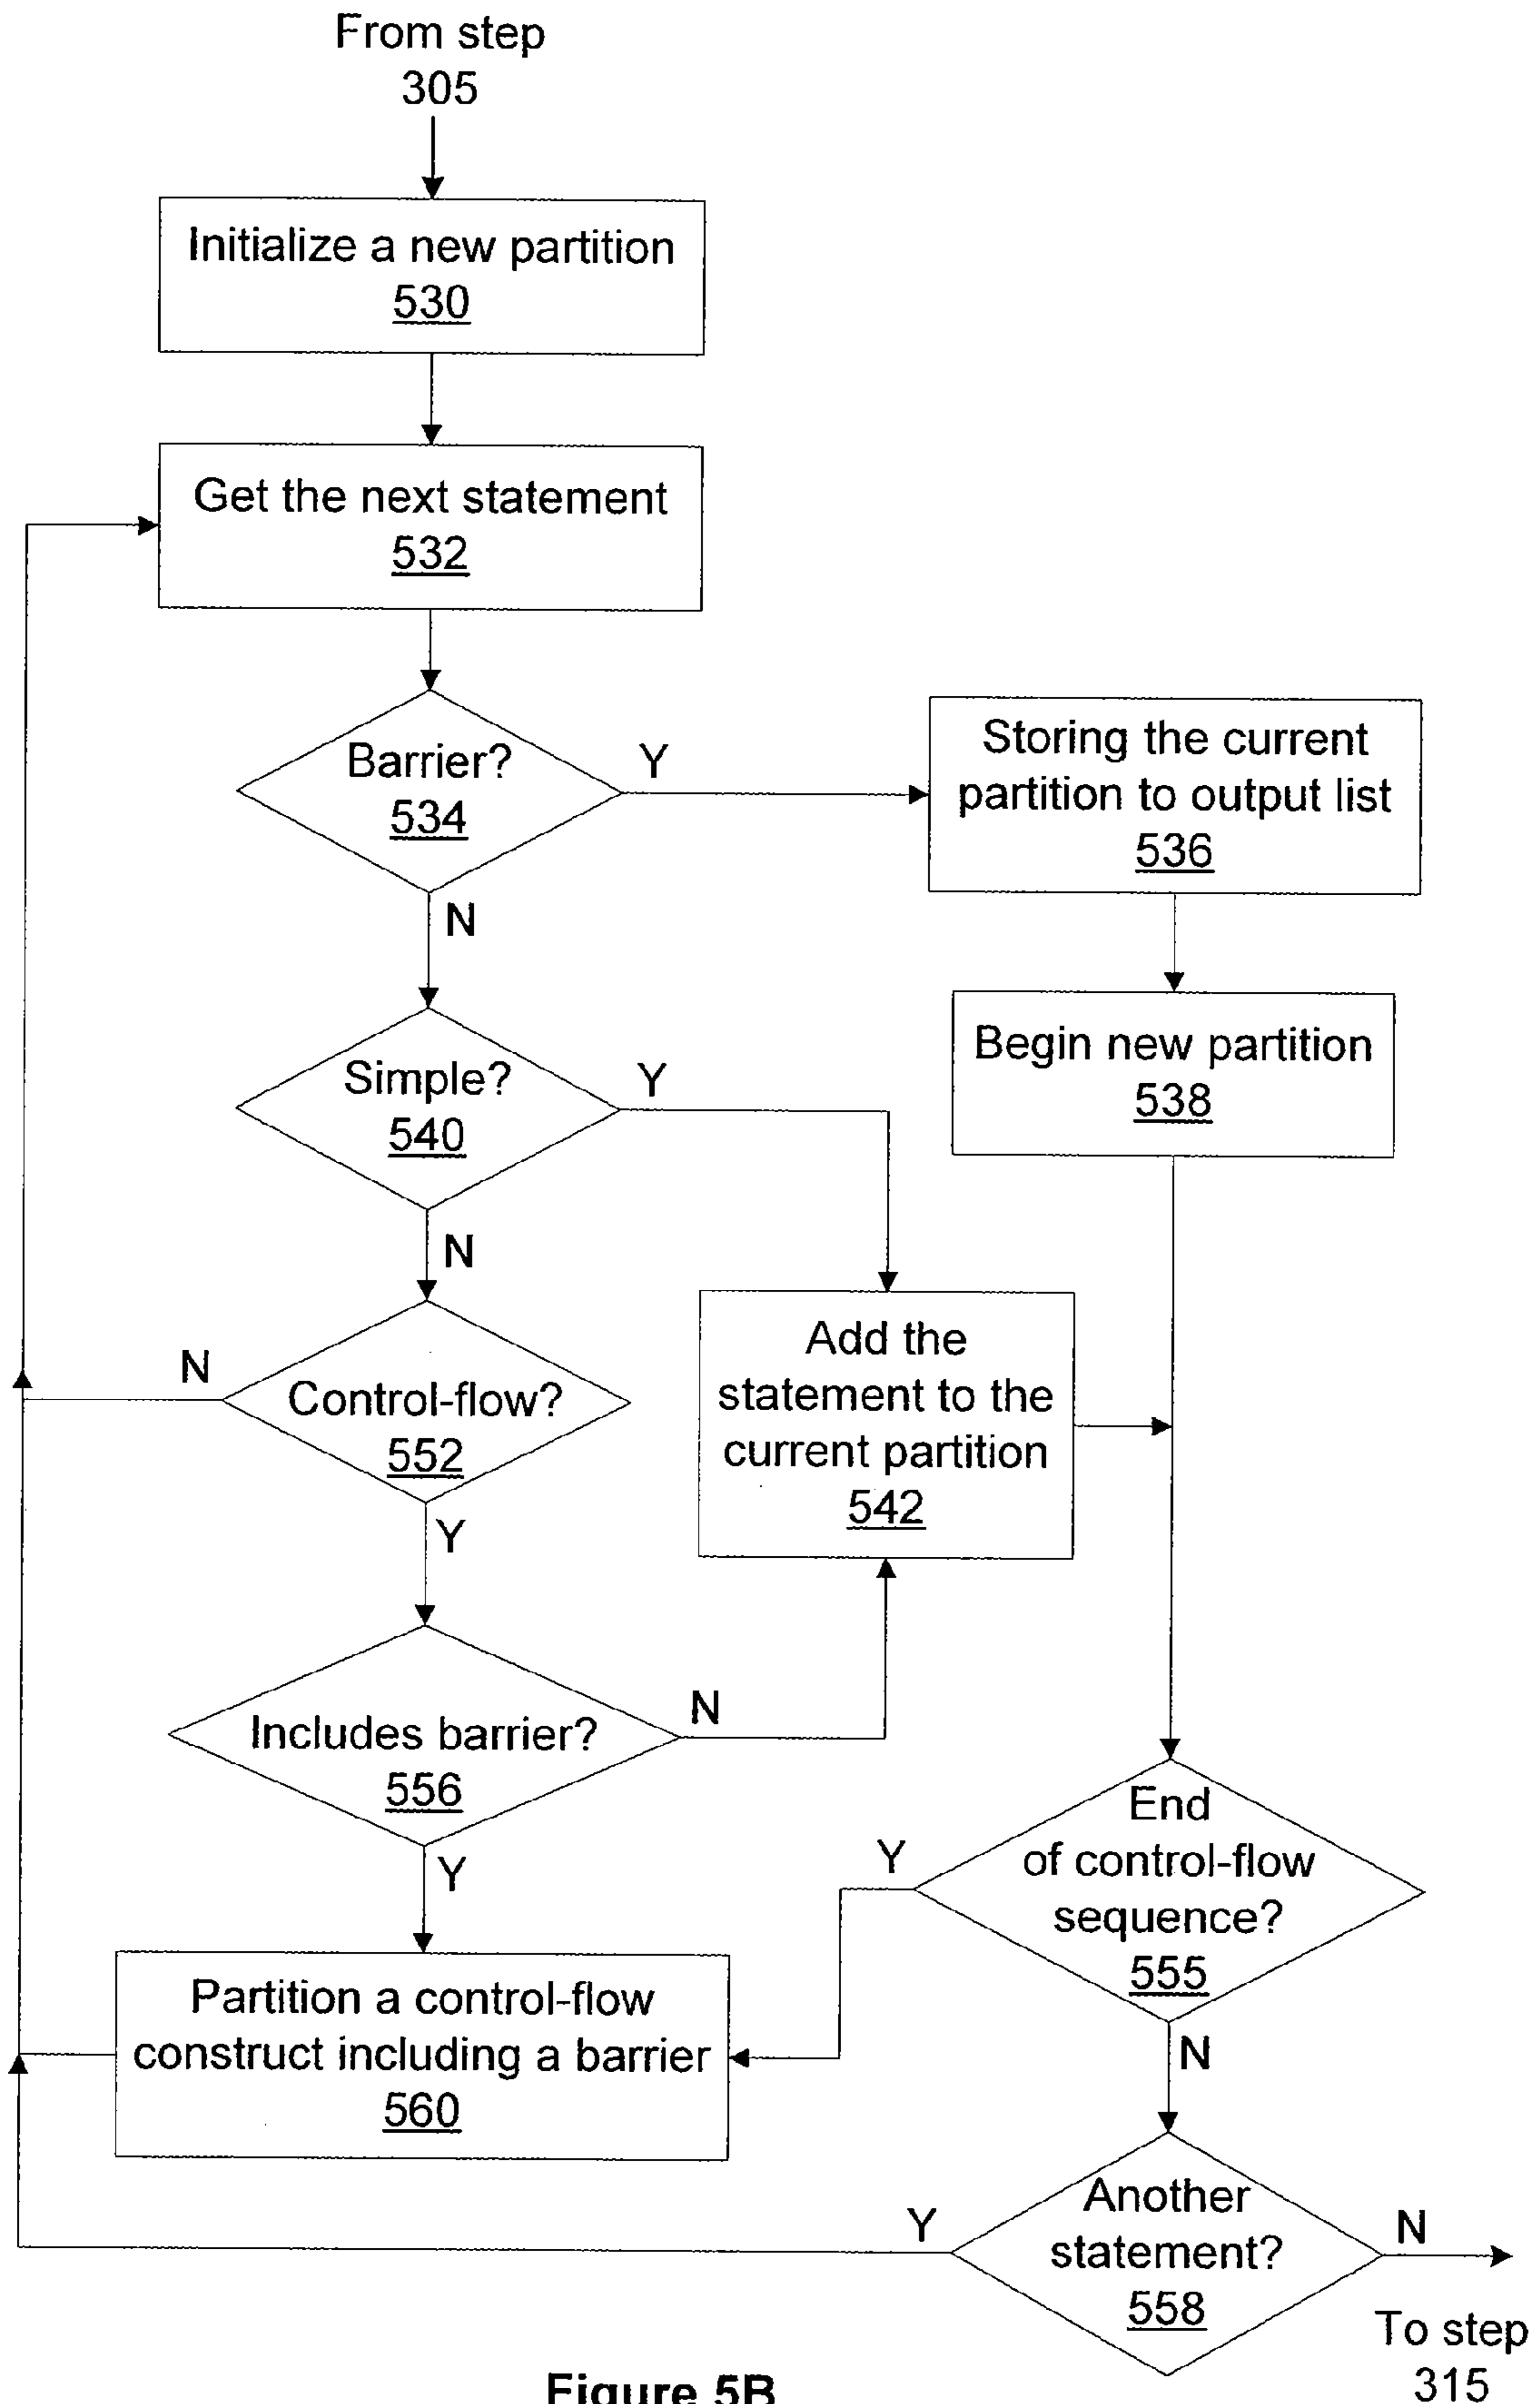 From step
305
Initialize a new partition
530
Get the next statement
532
Barrier?
534
Y
N
Storing the current
partition to output list
536
Begin new partition
538
Simple?
540
Y
N
Add the
statement to the
current partition
542
Control-flow?
552
N
Y
Includes barrier?
556
N
Y
End
of control-flow
sequence?
555
Y
N
Partition a control-flow
construct including a barrier
560
Another
statement?
558
Y
N
To step
315
Figure 5B